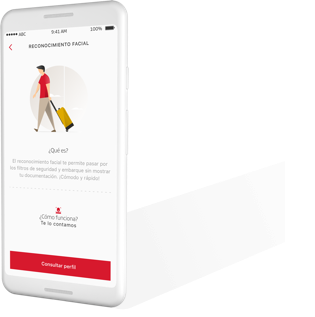 ABC 9:41 AM 100%
RECONOCIMIENTO FACIAL
¿Qué es?
El reconocimiento facial te permite pasar por
los filtros de seguridad y embarque sin mostrar
tu documentación. ¡Cómodo y rápido!
¿Cómo funciona?
Te lo contamos
Consultar perfil